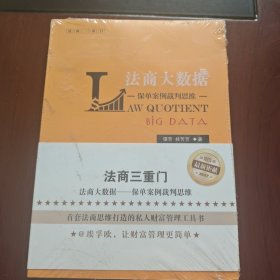 法商大数据
—保单案例裁判思维—
LAW QUOTIENT
BIG DATA
法商三重门
法商大数据——保单案例裁判思维
首套法商思维打造的私人财富管理工具书
★@埃孚欧，让财富管理更简单★